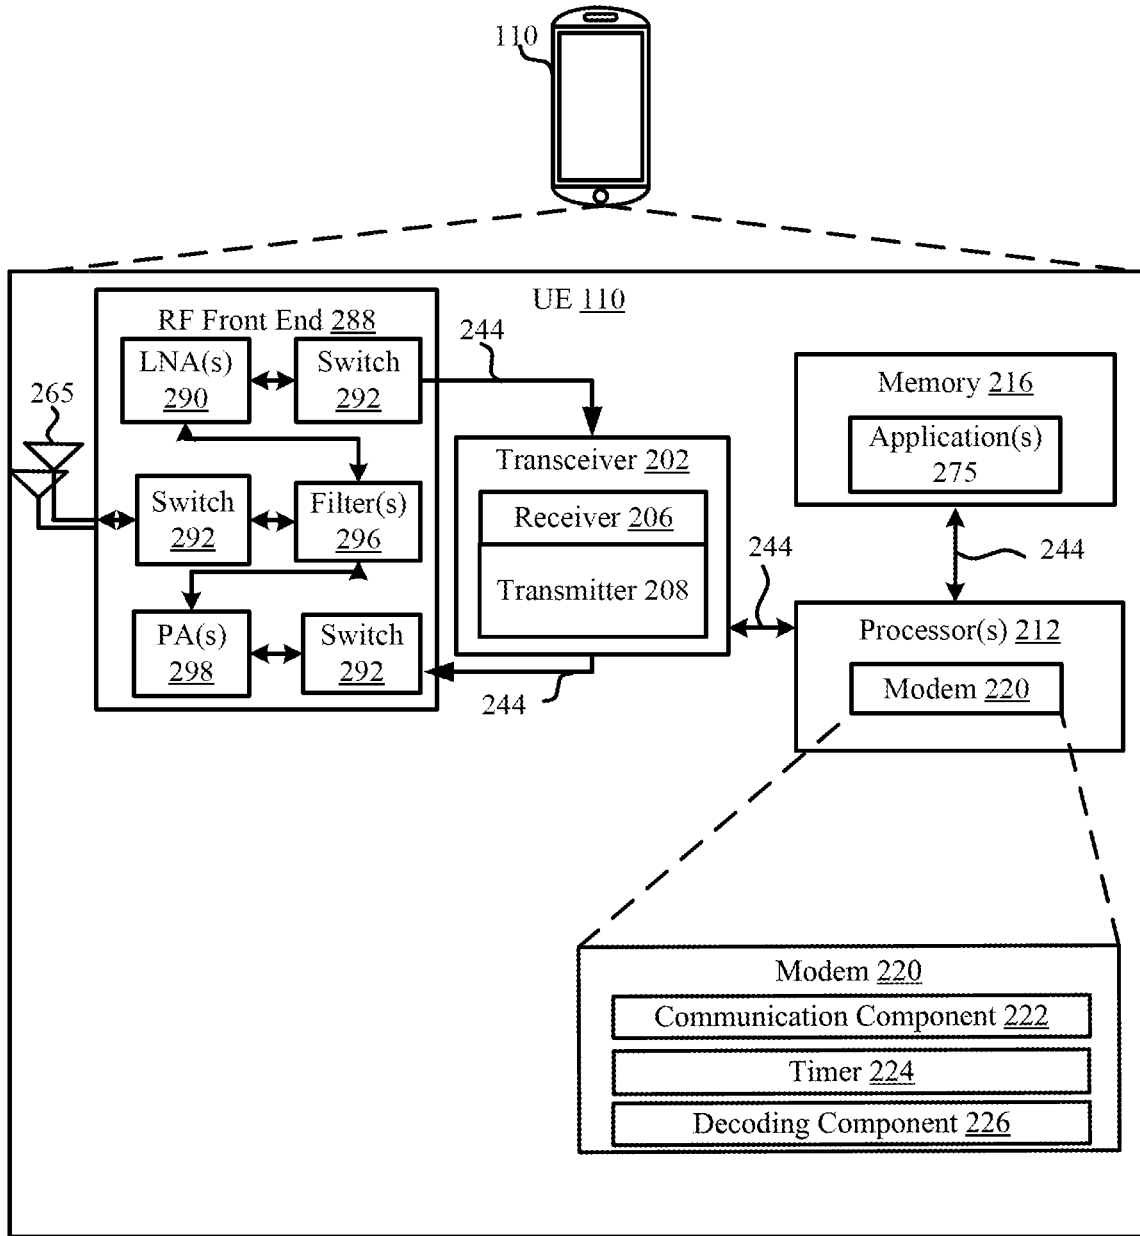 110
UE 110
RF Front End 288
LNA(s)
290
Switch
292
244
265
Switch
292
Filter(s)
296
PA(s)
298
Switch
292
244
Transceiver 202
Receiver 206
Transmitter 208
244
Memory 216
Application(s)
275
244
Processor(s) 212
Modem 220
Modem 220
Communication Component 222
Timer 224
Decoding Component 226